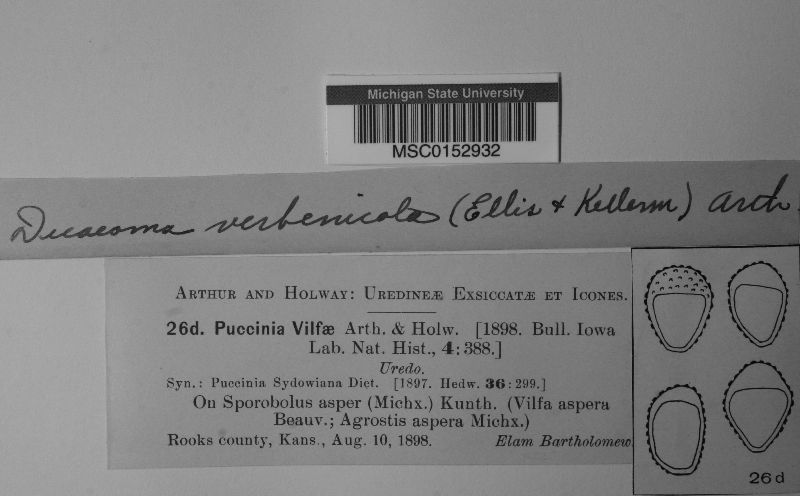 Michigan State University
MSC0152932
Dicaeoma verbenicola (Ellis & Kellerm) Arth.
ARTHUR AND HOLWAY: UREDINEÆ EXSICCATÆ ET ICONES.
26d. Puccinia Vilfæ Arth. & Holw. [1898. Bull. Iowa
Lab. Nat. Hist., 4: 388.]
Uredo.
Syn.: Puccinia Sydowiana Diet. [1897. Hedw. 36: 299.]
On Sporobolus asper (Michx.) Kunth. (Vilfa aspera
Beauv.; Agrostis aspera Michx.)
Rooks county, Kans., Aug. 10, 1898. Elam Bartholomew.
26d